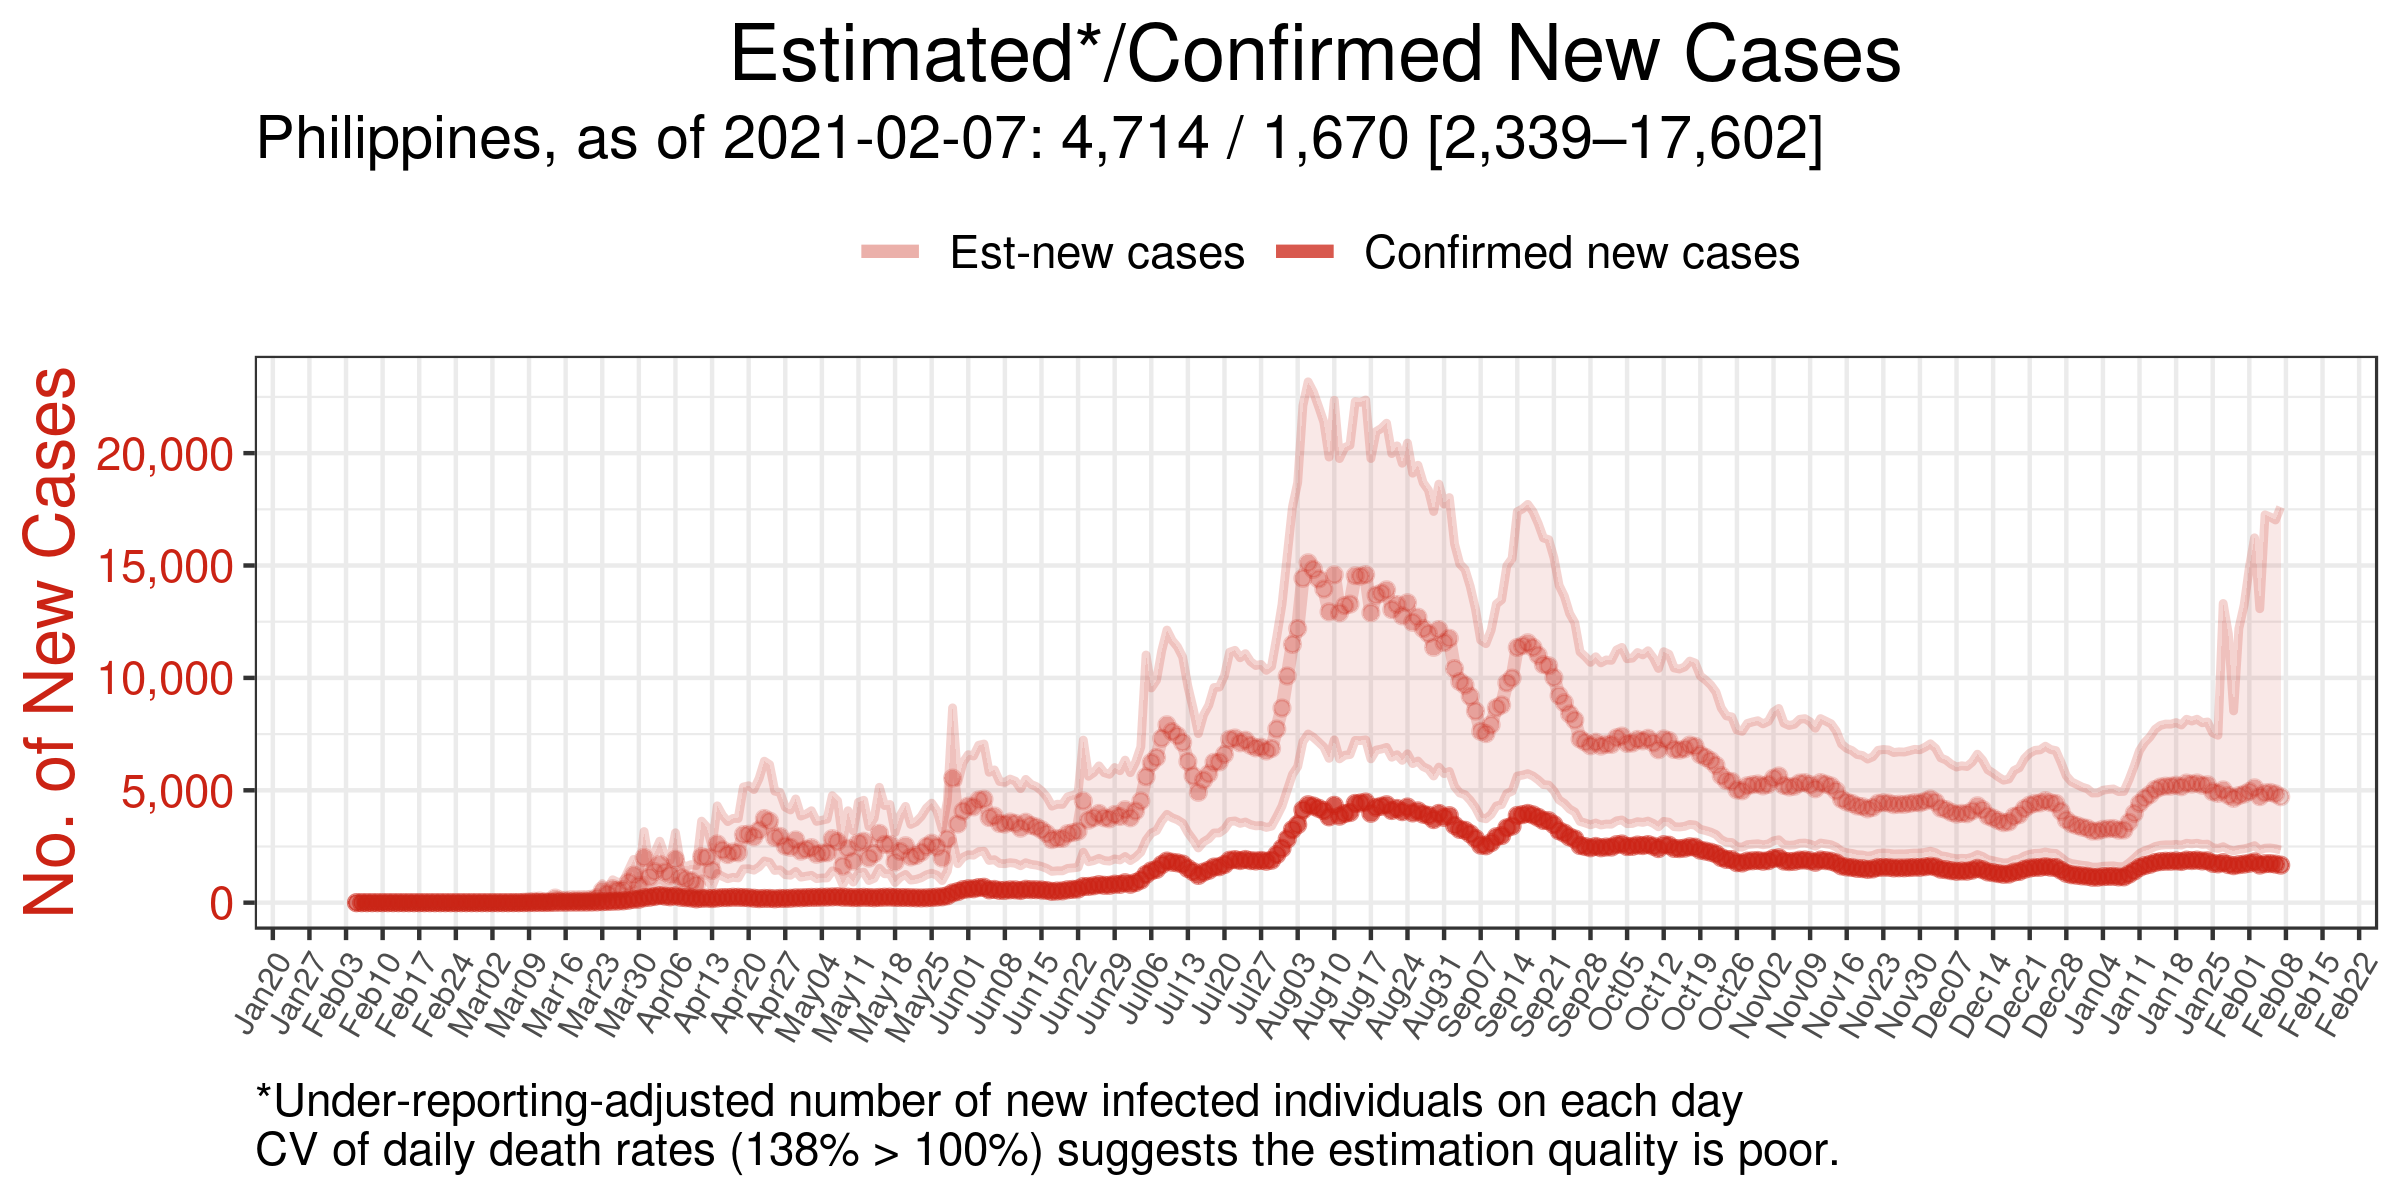 Estimated*/Confirmed New Cases
Philippines, as of 2021-02-07: 4,714 / 1,670 [2,339–17,602]
Est-new cases
Confirmed new cases
No. of New Cases
20,000
15,000
10,000
5,000
0
Jan20
Jan27
Feb03
Feb10
Feb17
Feb24
Mar02
Mar09
Mar16
Mar23
Mar30
Apr06
Apr13
Apr20
Apr27
May04
May11
May18
May25
Jun01
Jun08
Jun15
Jun22
Jun29
Jul06
Jul13
Jul20
Jul27
Aug03
Aug10
Aug17
Aug24
Aug31
Sep07
Sep14
Sep21
Sep28
Oct05
Oct12
Oct19
Oct26
Nov02
Nov09
Nov16
Nov23
Nov30
Dec07
Dec14
Dec21
Dec28
Jan04
Jan11
Jan18
Jan25
Feb01
Feb08
Feb15
Feb22
*Under-reporting-adjusted number of new infected individuals on each day
CV of daily death rates (138% > 100%) suggests the estimation quality is poor.